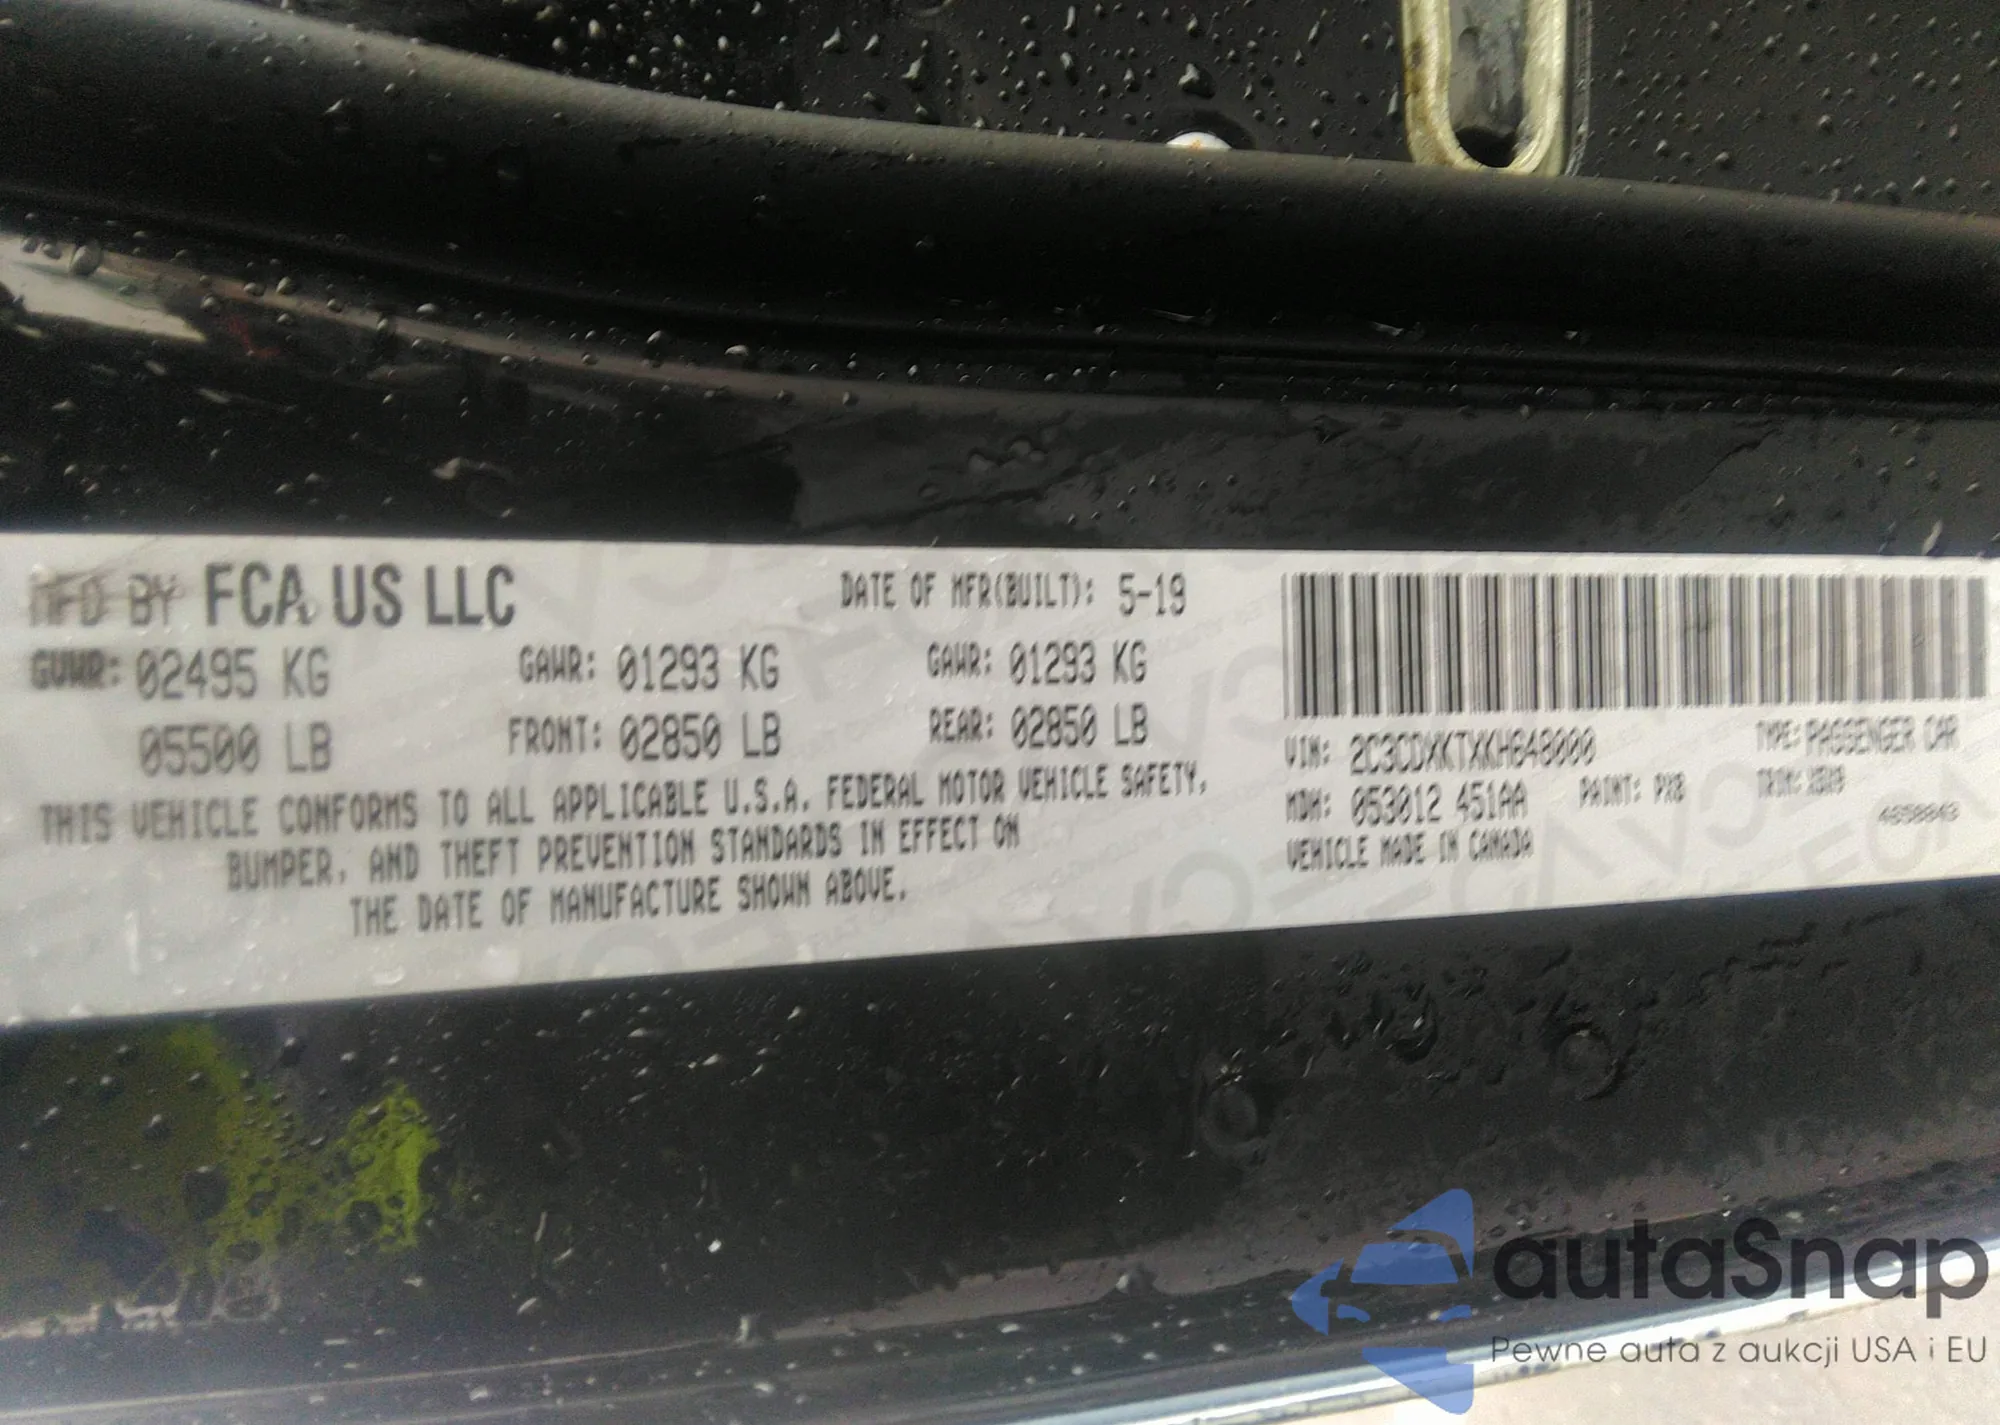 MFD BY FCA US LLC DATE OF MFR(BUILT): 5-19
GVWR: 02495 KG GAWR: 01293 KG GAWR: 01293 KG
05500 LB FRONT: 02850 LB REAR: 02850 LB
THIS VEHICLE CONFORMS TO ALL APPLICABLE U.S.A. FEDERAL MOTOR VEHICLE SAFETY,
BUMPER, AND THEFT PREVENTION STANDARDS IN EFFECT ON
THE DATE OF MANUFACTURE SHOWN ABOVE.
VIN: 2C3CDXKTXKH648000 TYPE: PASSENGER CAR
MDH: 053012 451AA PAINT: PX8 TRIM:
VEHICLE MADE IN CANADA 4658843
autaSnap
Pewne auta z aukcji USA i EU